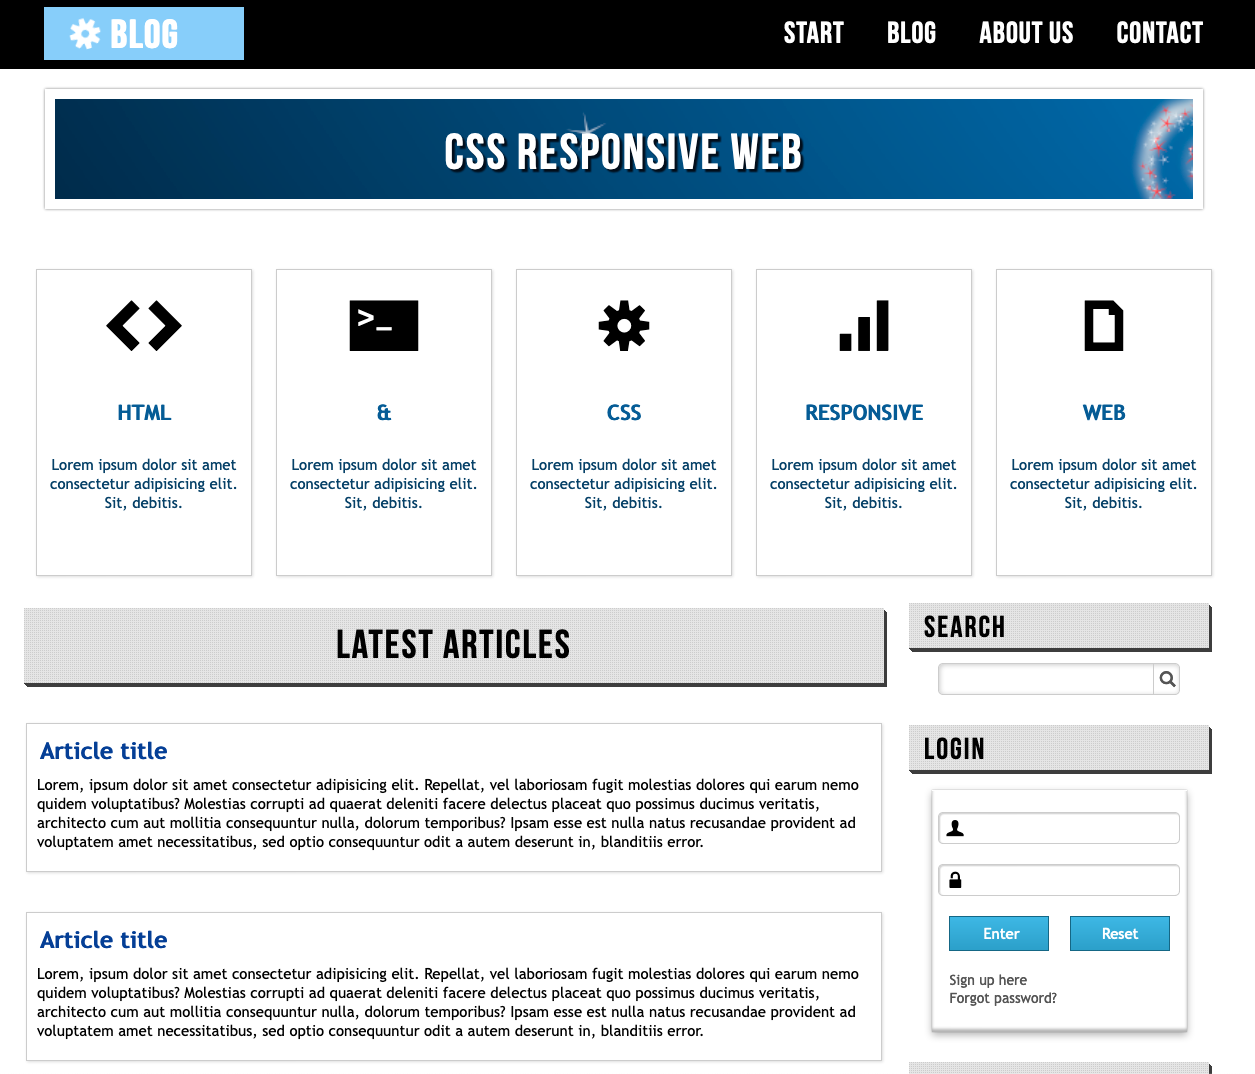 BLOG
START BLOG ABOUT US CONTACT
CSS RESPONSIVE WEB
>_
HTML
Lorem ipsum dolor sit amet
consectetur adipisicing elit.
Sit, debitis.
&
Lorem ipsum dolor sit amet
consectetur adipisicing elit.
Sit, debitis.
CSS
Lorem ipsum dolor sit amet
consectetur adipisicing elit.
Sit, debitis.
RESPONSIVE
Lorem ipsum dolor sit amet
consectetur adipisicing elit.
Sit, debitis.
WEB
Lorem ipsum dolor sit amet
consectetur adipisicing elit.
Sit, debitis.
LATEST ARTICLES
Article title
Lorem, ipsum dolor sit amet consectetur adipisicing elit. Repellat, vel laboriosam fugit molestias dolores qui earum nemo
quidem voluptatibus? Molestias corrupti ad quaerat deleniti facere delectus placeat quo possimus ducimus veritatis,
architecto cum aut mollitia consequuntur nulla, dolorum temporibus? Ipsam esse est nulla natus recusandae provident ad
voluptatem amet necessitatibus, sed optio consequuntur odit a autem deserunt in, blanditiis error.
Article title
Lorem, ipsum dolor sit amet consectetur adipisicing elit. Repellat, vel laboriosam fugit molestias dolores qui earum nemo
quidem voluptatibus? Molestias corrupti ad quaerat deleniti facere delectus placeat quo possimus ducimus veritatis,
architecto cum aut mollitia consequuntur nulla, dolorum temporibus? Ipsam esse est nulla natus recusandae provident ad
voluptatem amet necessitatibus, sed optio consequuntur odit a autem deserunt in, blanditiis error.
SEARCH
LOGIN
Enter Reset
Sign up here
Forgot password?